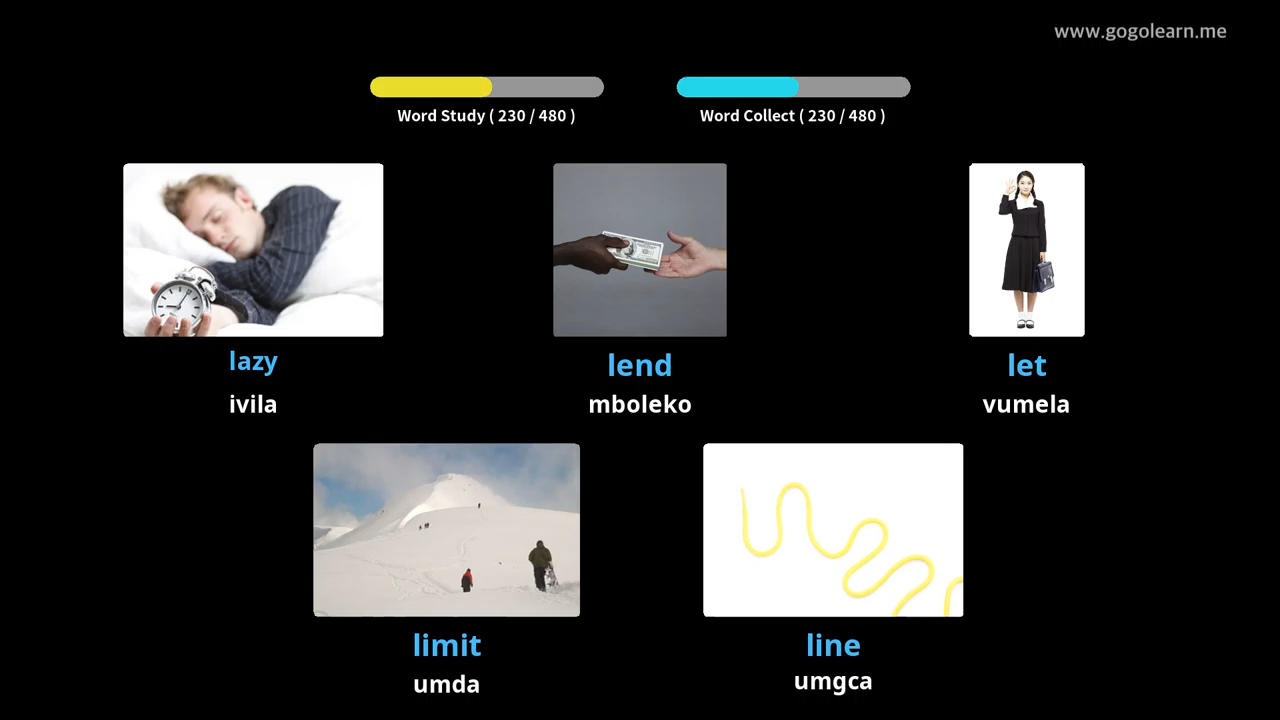 www.gogolearn.me
Word Study ( 230 / 480 )
Word Collect ( 230 / 480 )
lazy
ivila
lend
mboleko
let
vumela
limit
umda
line
umgca